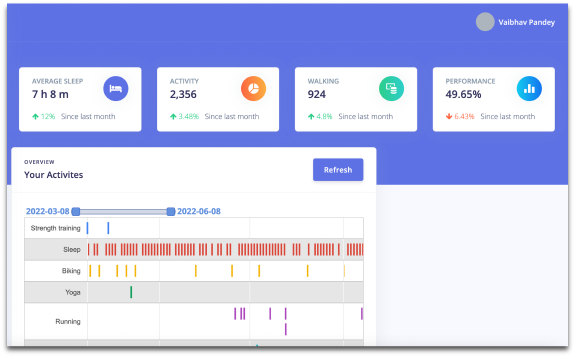 Vaibhav Pandey
AVERAGE SLEEP
7 h 8 m
12% Since last month
ACTIVITY
2,356
3.48% Since last month
WALKING
924
4.8% Since last month
PERFORMANCE
49.65%
6.43% Since last month
OVERVIEW
Your Activites
Refresh
2022-03-08
2022-06-08
Strength training
Sleep
Biking
Yoga
Running